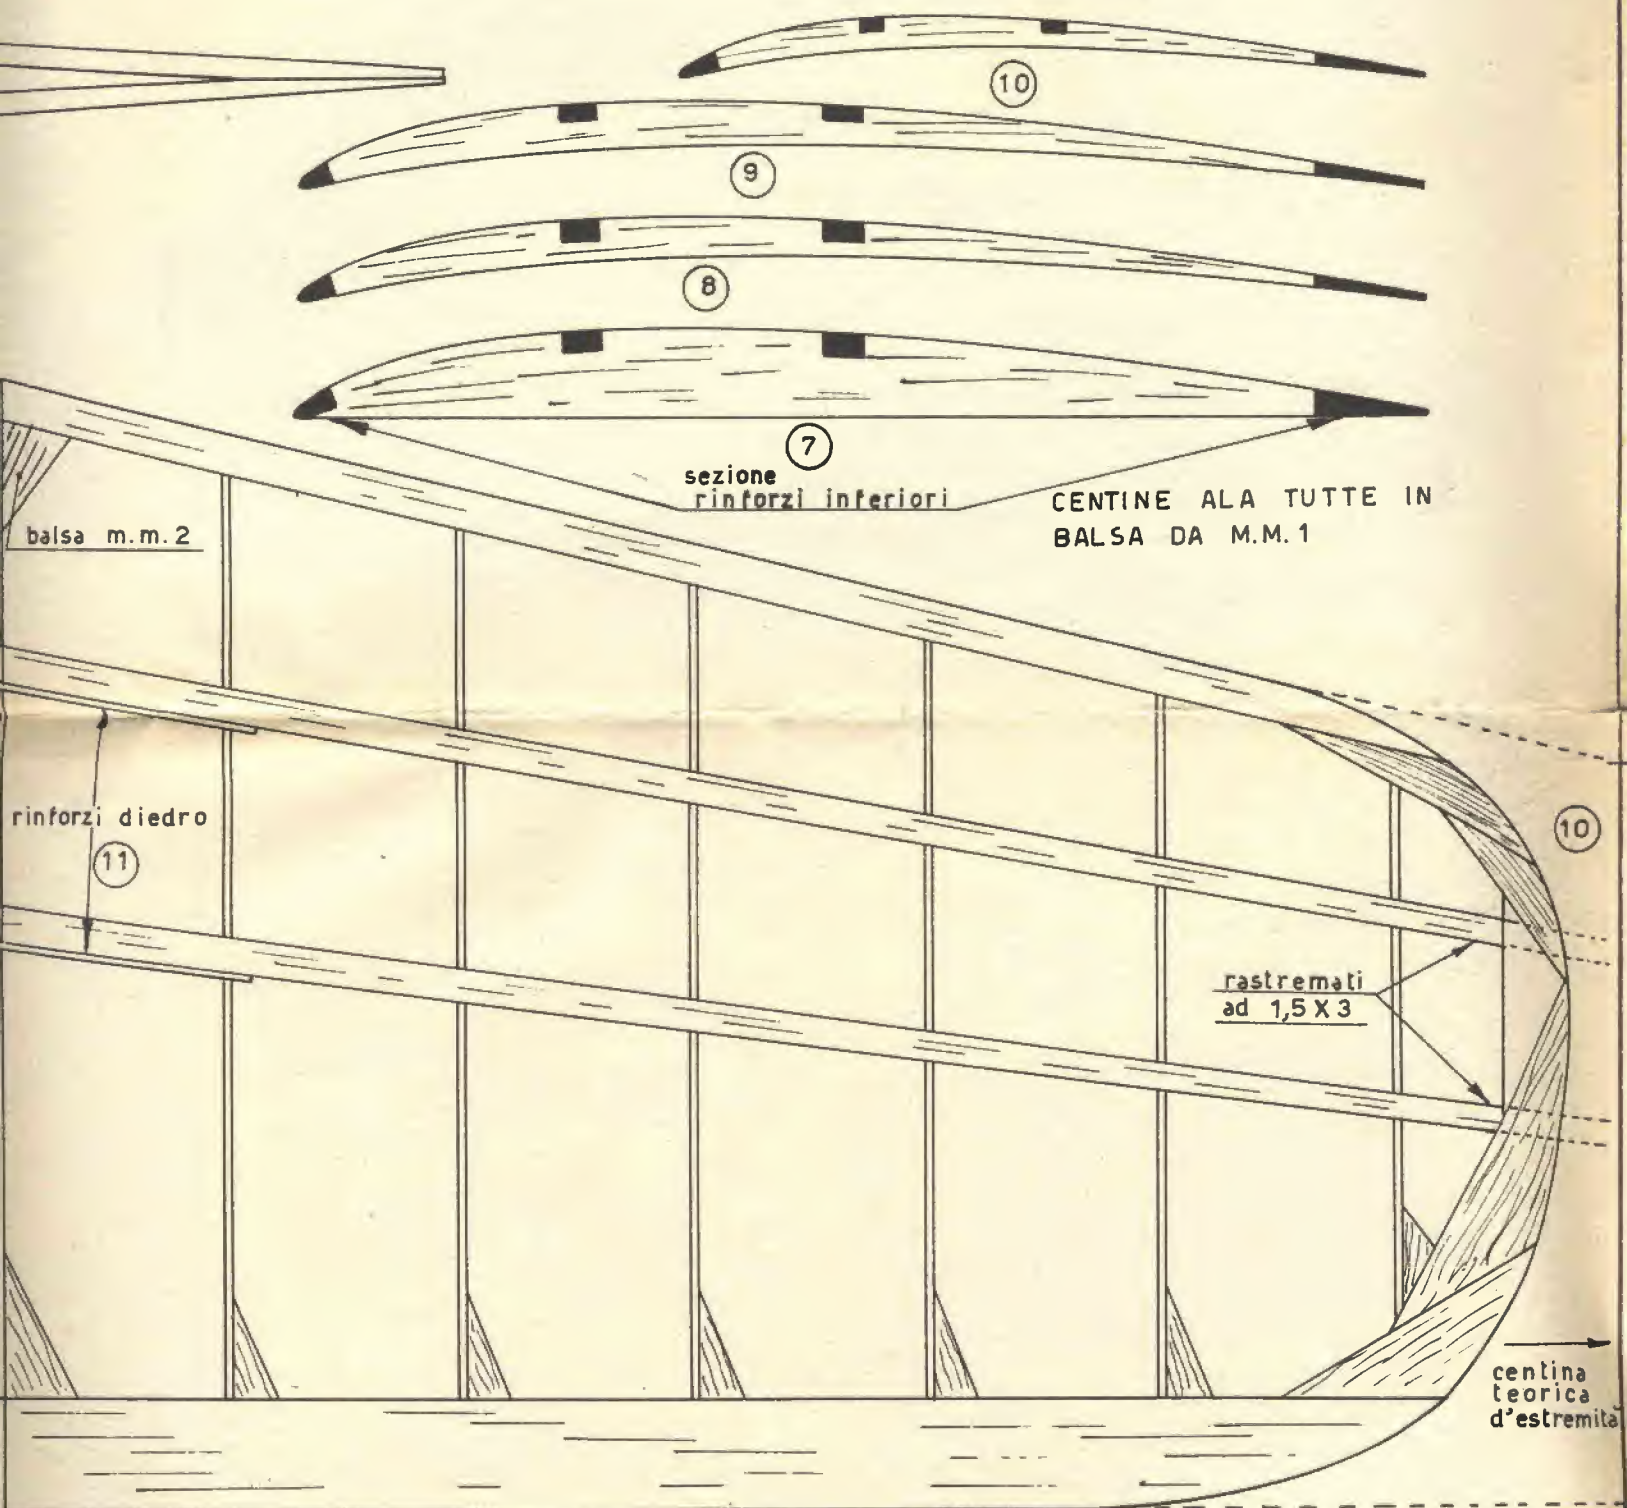 10
9
8
7
sezione
rinforzi inferiori
CENTINE ALA TUTTE IN
BALSA DA M.M.1
balsa m.m.2
rinforzi diedro
11
10
rastremati
ad 1,5 X 3
centina
teorica
d'estremità